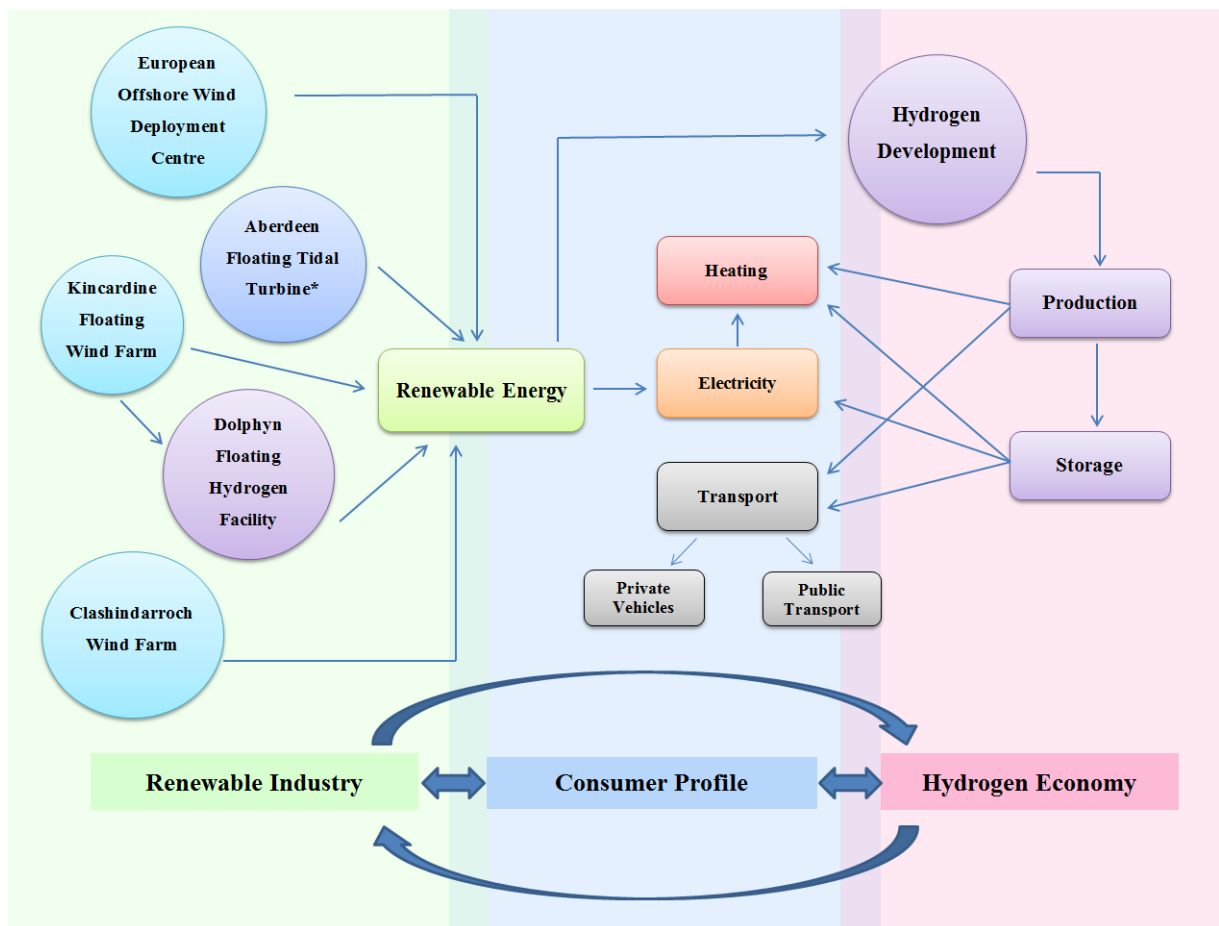 European
Offshore Wind
Deployment
Centre
Aberdeen
Floating Tidal
Turbine*
Kincardine
Floating
Wind Farm
Dolphyn
Floating
Hydrogen
Facility
Clashindarroch
Wind Farm
Renewable Energy
Hydrogen
Development
Heating
Electricity
Transport
Private
Vehicles
Public
Transport
Production
Storage
Renewable Industry
Consumer Profile
Hydrogen Economy